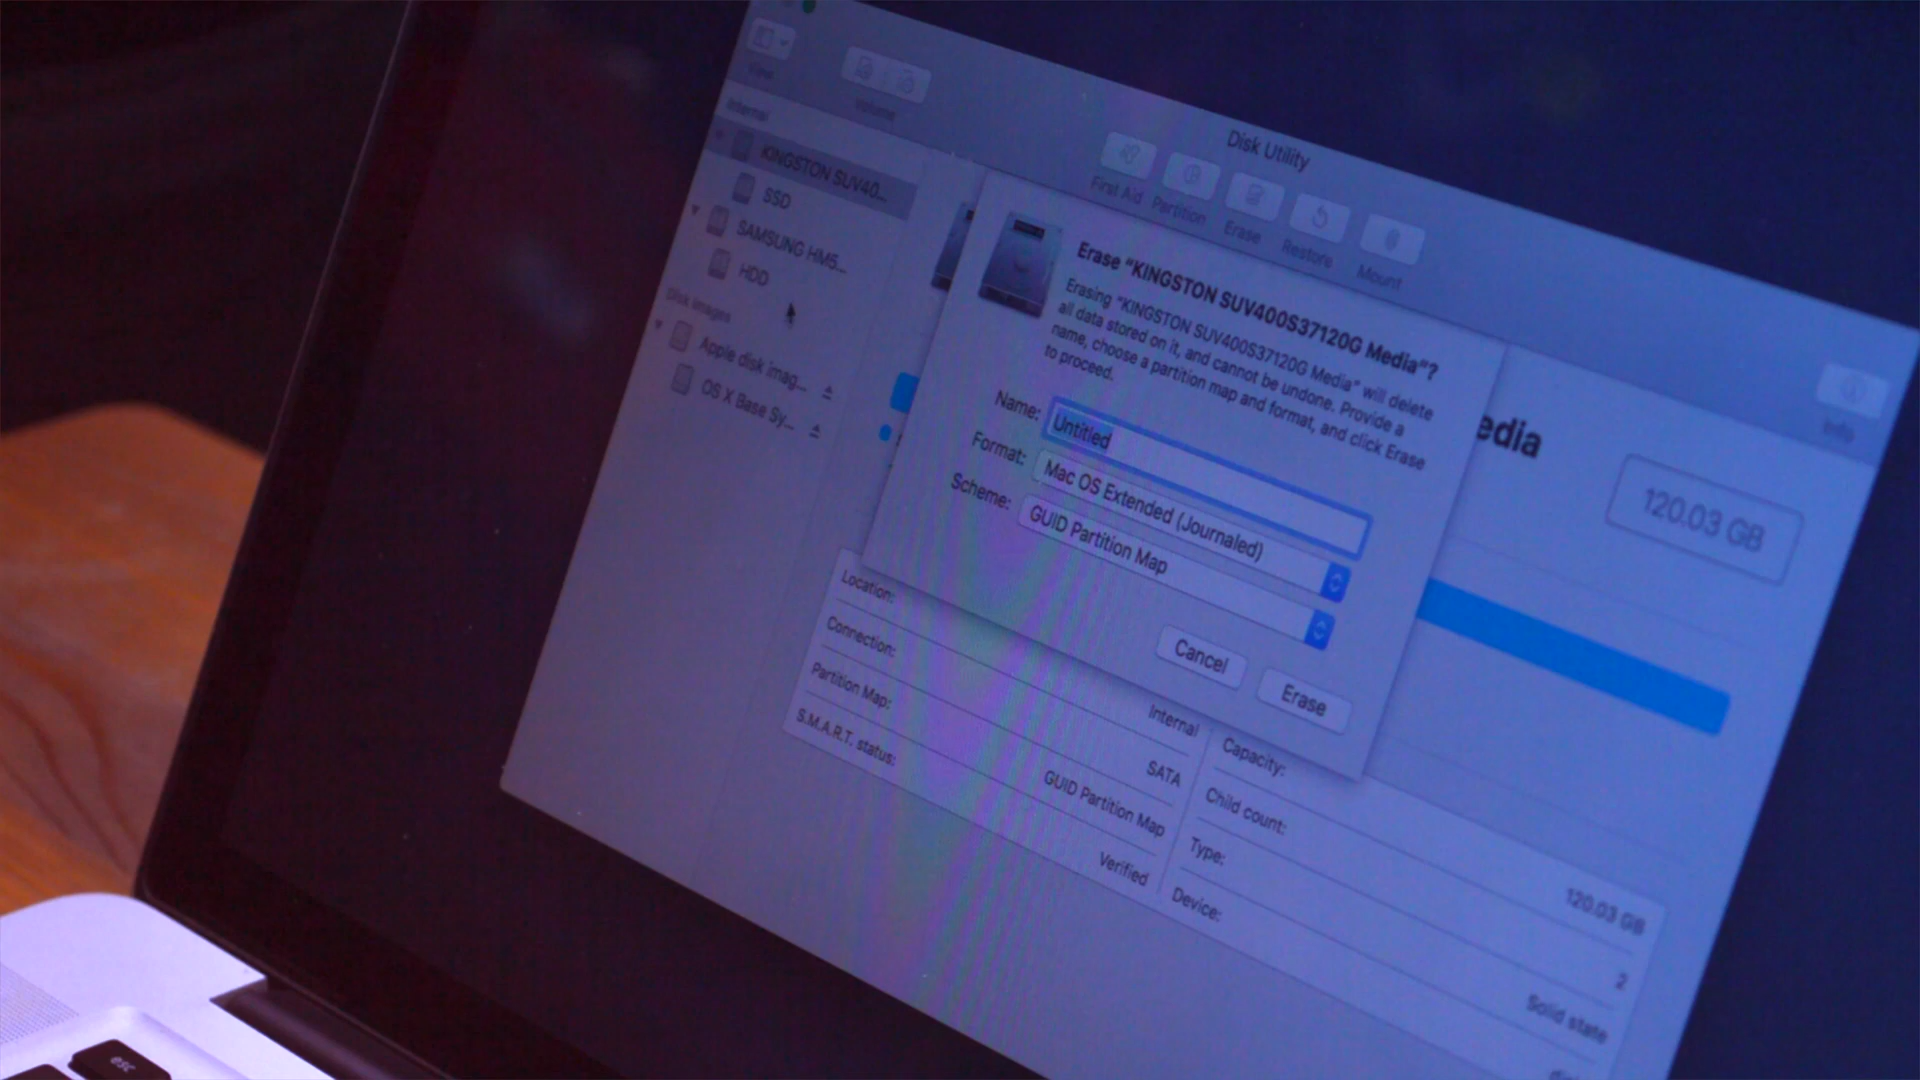 Disk Utility
View
Volume
First Aid
Partition
Erase
Restore
Mount
Info
Internal
KINGSTON SUV40...
SSD
SAMSUNG HM5...
HDD
Disk Images
Apple disk imag...
OS X Base Sy...
Erase “KINGSTON SUV400S37120G Media”?
Erasing “KINGSTON SUV400S37120G Media” will delete
all data stored on it, and cannot be undone. Provide a
name, choose a partition map and format, and click Erase
to proceed.
Name: Untitled
Format: Mac OS Extended (Journaled)
Scheme: GUID Partition Map
Cancel
Erase
edia
120.03 GB
Location: Internal
Connection: SATA
Partition Map: GUID Partition Map
S.M.A.R.T. status: Verified
Capacity: 120.03 GB
Child count: 2
Type: Solid state
Device:
esc